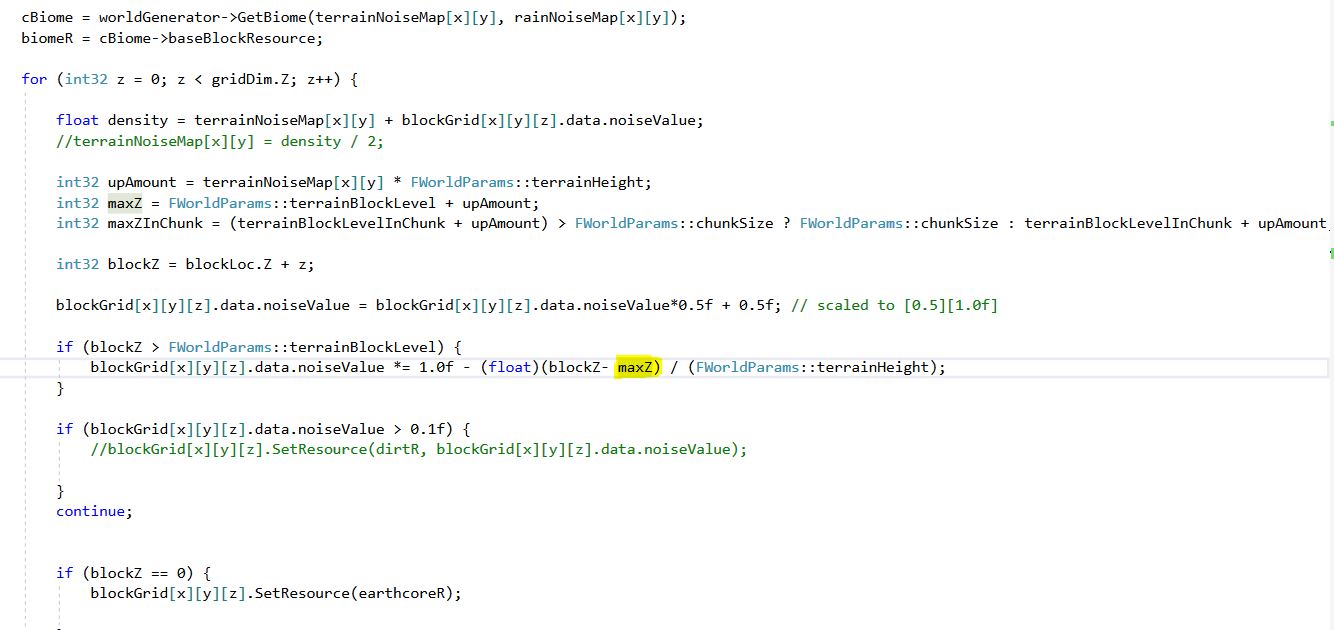 cBiome = worldGenerator->GetBiome(terrainNoiseMap[x][y], rainNoiseMap[x][y]);
biomeR = cBiome->baseBlockResource;
for (int32 z = 0; z < gridDim.Z; z++) {
float density = terrainNoiseMap[x][y] + blockGrid[x][y][z].data.noiseValue;
//terrainNoiseMap[x][y] = density / 2;
int32 upAmount = terrainNoiseMap[x][y] * FWorldParams::terrainHeight;
int32 maxZ = FWorldParams::terrainBlockLevel + upAmount;
int32 maxZInChunk = (terrainBlockLevelInChunk + upAmount) > FWorldParams::chunkSize ? FWorldParams::chunkSize : terrainBlockLevelInChunk + upAmount
int32 blockZ = blockLoc.Z + z;
blockGrid[x][y][z].data.noiseValue = blockGrid[x][y][z].data.noiseValue*0.5f + 0.5f; // scaled to [0.5][1.0f]
if (blockZ > FWorldParams::terrainBlockLevel) {
blockGrid[x][y][z].data.noiseValue *= 1.0f - (float)(blockZ- maxZ) / (FWorldParams::terrainHeight);
}
if (blockGrid[x][y][z].data.noiseValue > 0.1f) {
//blockGrid[x][y][z].SetResource(dirtR, blockGrid[x][y][z].data.noiseValue);
}
continue;
if (blockZ == 0) {
blockGrid[x][y][z].SetResource(earthcoreR);